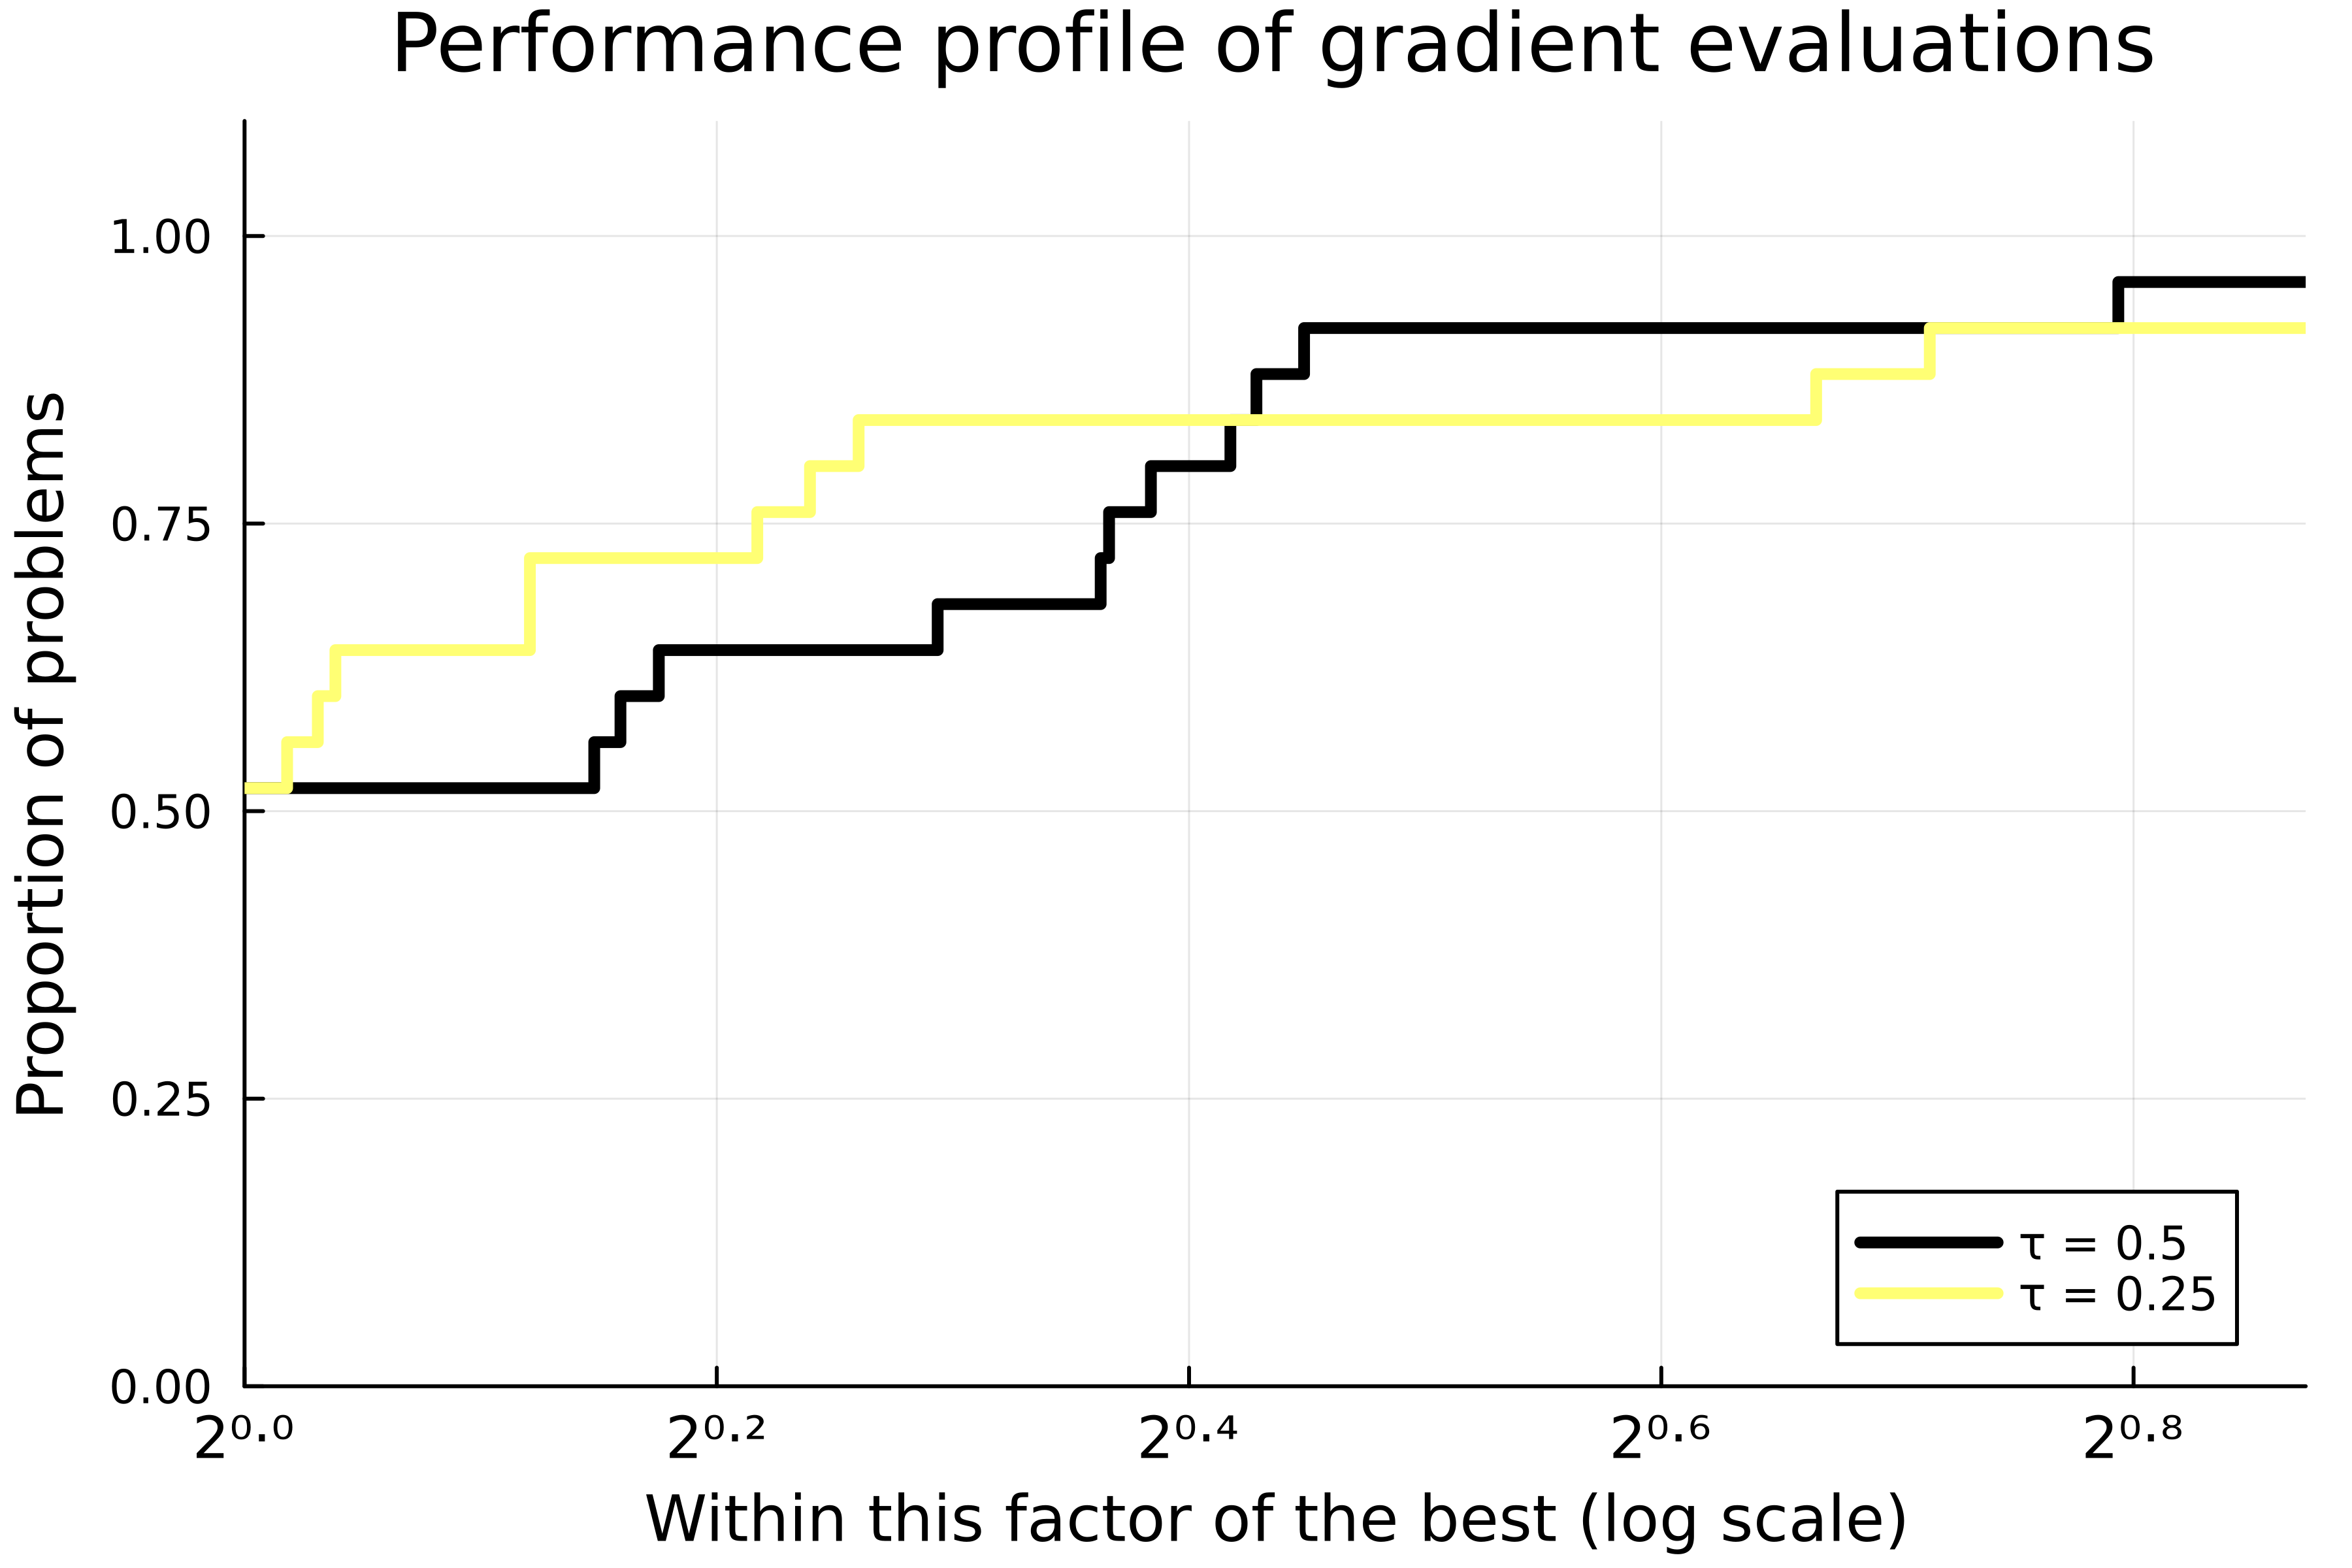 Performance profile of gradient evaluations
Proportion of problems
1.00
0.75
0.50
0.25
0.00
2⁰·⁰
2⁰·²
2⁰·⁴
2⁰·⁶
2⁰·⁸
Within this factor of the best (log scale)
τ = 0.5
τ = 0.25